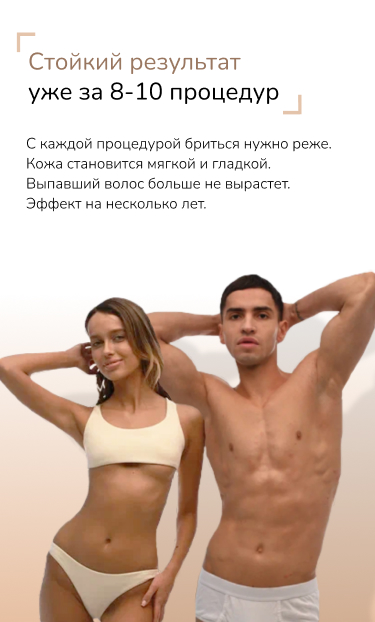 Стойкий результат
уже за 8-10 процедур
С каждой процедурой бриться нужно реже.
Кожа становится мягкой и гладкой.
Выпавший волос больше не вырастет.
Эффект на несколько лет.